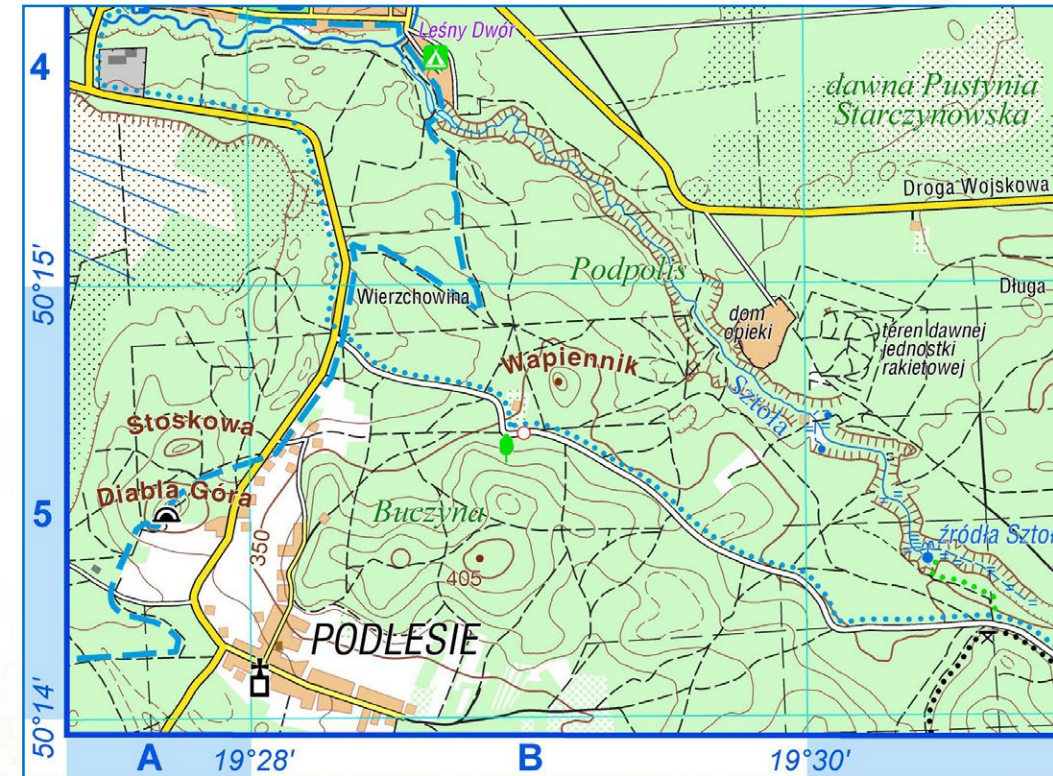 4
Leśny Dwór
dawna Pustynia
Starczynowska
Droga Wojskowa
50°15'
Podpolis
Wierzchowina
Długa
dom
opieki
teren dawnej
jednostki
rakietowej
Wapiennik
Sztoła
Stoskowa
Diabla Góra
5
Buczyna
350
405
źródła Sztoł
PODLESIE
50°14'
A
19°28'
B
19°30'